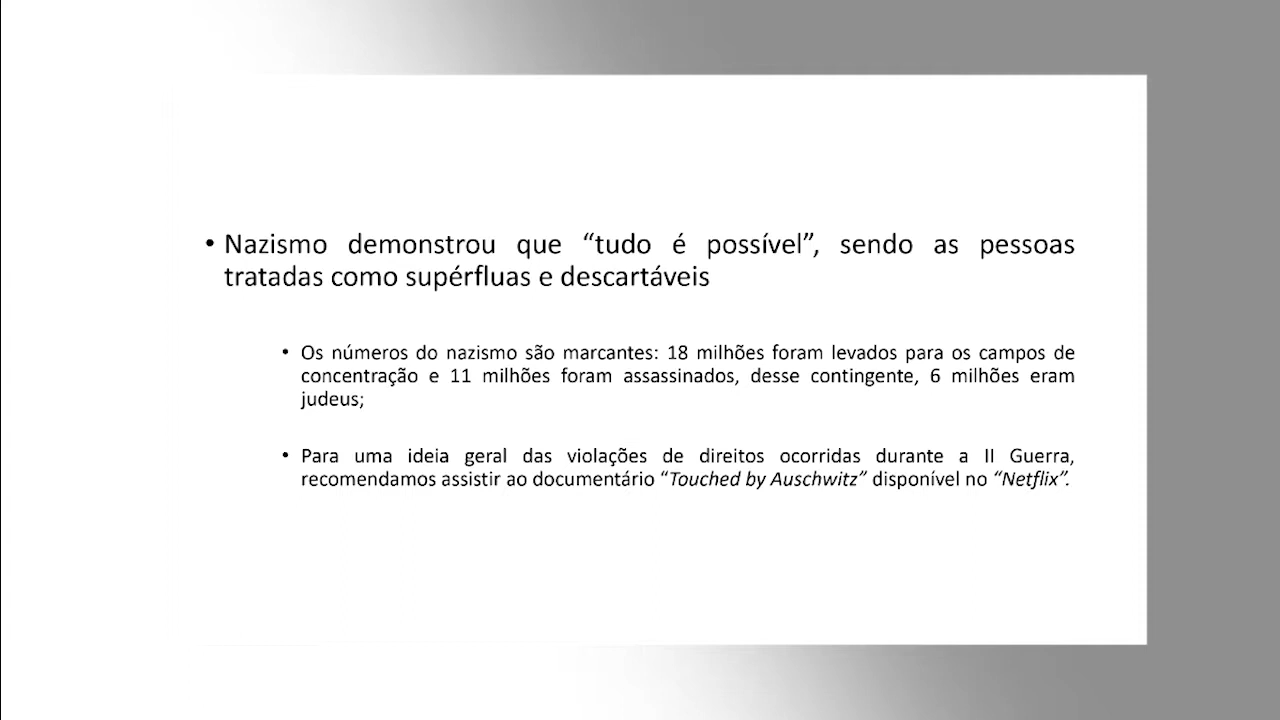 • Nazismo demonstrou que “tudo é possível”, sendo as pessoas
tratadas como supérfluas e descartáveis
• Os números do nazismo são marcantes: 18 milhões foram levados para os campos de
concentração e 11 milhões foram assassinados, desse contingente, 6 milhões eram
judeus;
• Para uma ideia geral das violações de direitos ocorridas durante a II Guerra,
recomendamos assistir ao documentário “Touched by Auschwitz” disponível no “Netflix”.